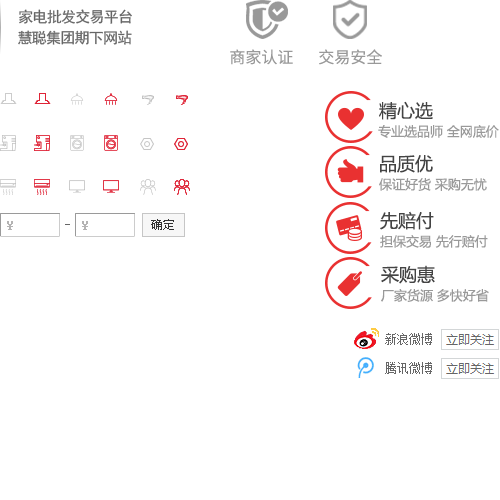 家电批发交易平台
慧聪集团期下网站
商家认证 交易安全
精心选
专业选品师 全网底价
品质优
保证好货 采购无忧
先赔付
担保交易 先行赔付
采购惠
厂家货源 多快好省
¥ - ¥ 确定
新浪微博 立即关注
腾讯微博 立即关注